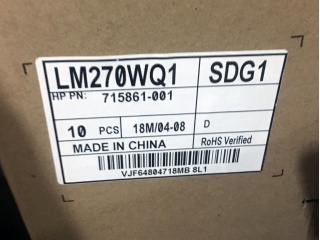 LM270WQ1 SDG1
HP PN: 715861-001
10 PCS 18M/04-08 D
MADE IN CHINA RoHS Verified
VJF64804718MB 8L1